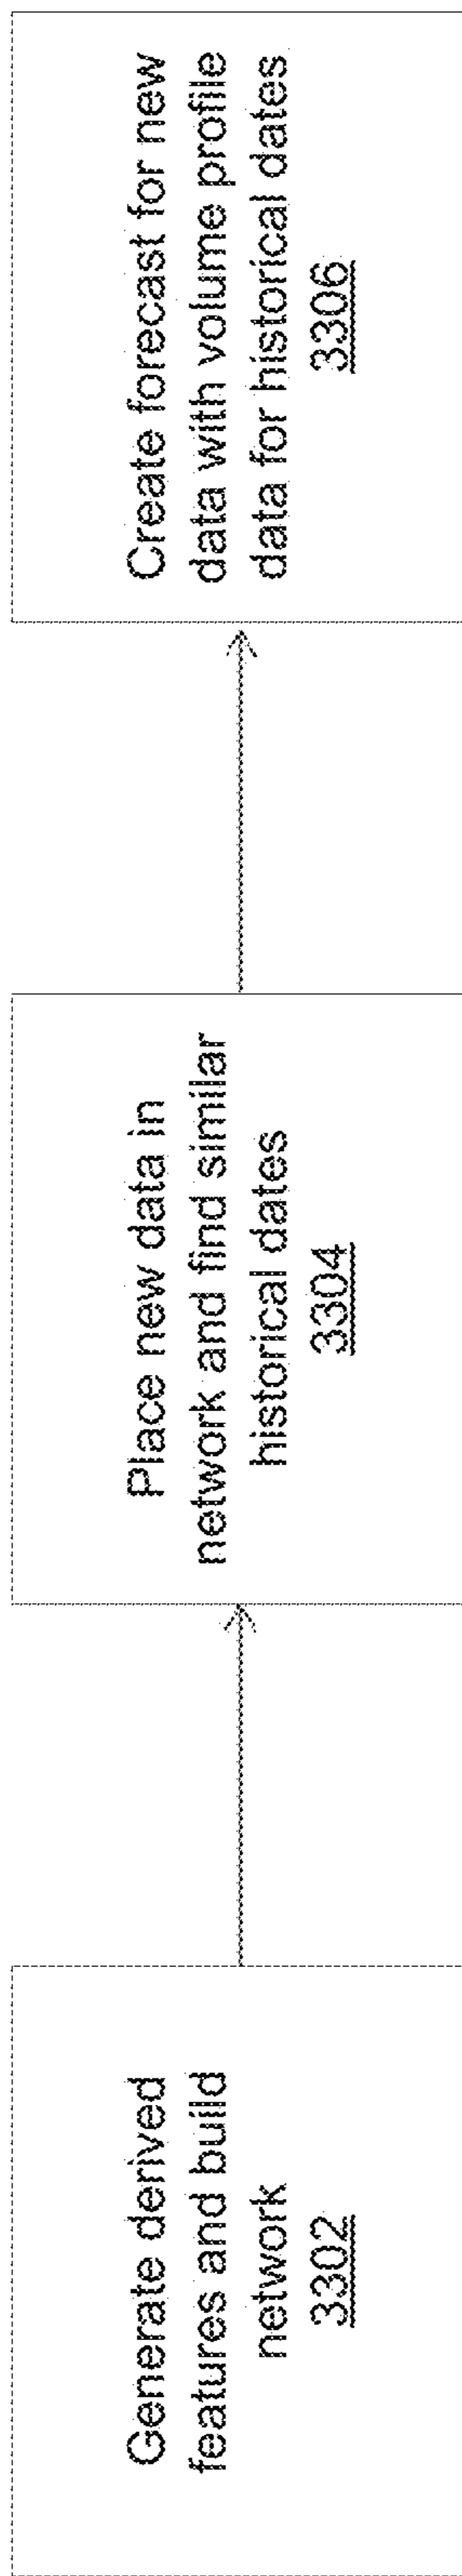 Generate derived
features and build
network
3302
Place new data in
network and find similar
historical dates
3304
Create forecast for new
data with volume profile
data for historical dates
3306